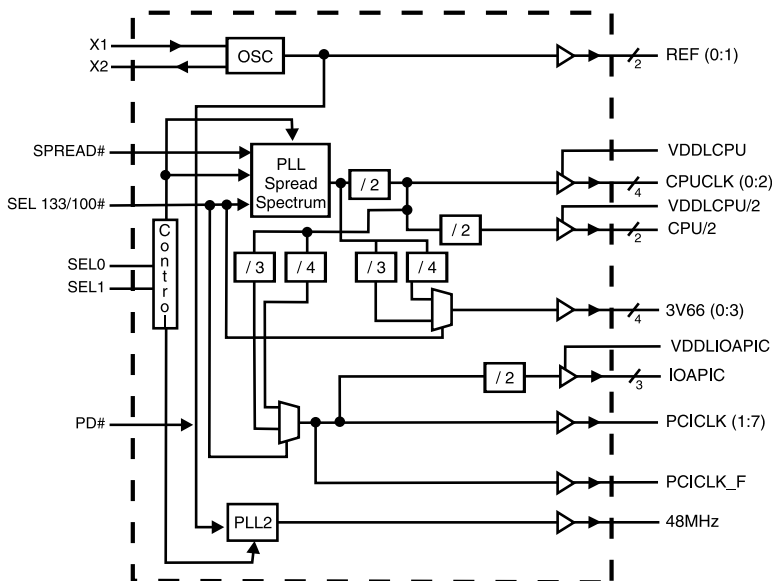 X1
X2
OSC
REF (0:1)
2
SPREAD#
PLL
Spread
Spectrum
VDDLCPU
/ 2
CPUCLK (0:2)
4
SEL 133/100#
VDDLCPU/2
/ 2
CPU/2
2
Control
SEL0
SEL1
/ 3
/ 4
/ 3
/ 4
3V66 (0:3)
4
VDDLIOAPIC
/ 2
IOAPIC
3
PD#
PCICLK (1:7)
PCICLK_F
PLL2
48MHz